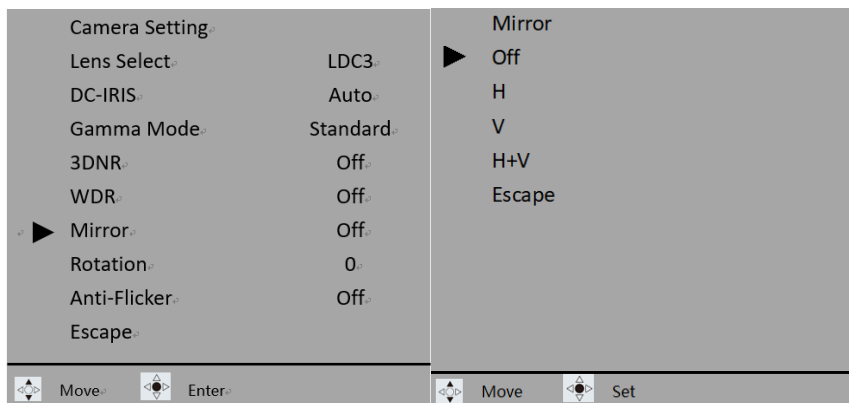 Camera Setting
Lens Select LDC3
DC-IRIS Auto
Gamma Mode Standard
3DNR Off
WDR Off
Mirror Off
Rotation 0
Anti-Flicker Off
Escape
Move Enter
Mirror
Off
H
V
H+V
Escape
Move Set